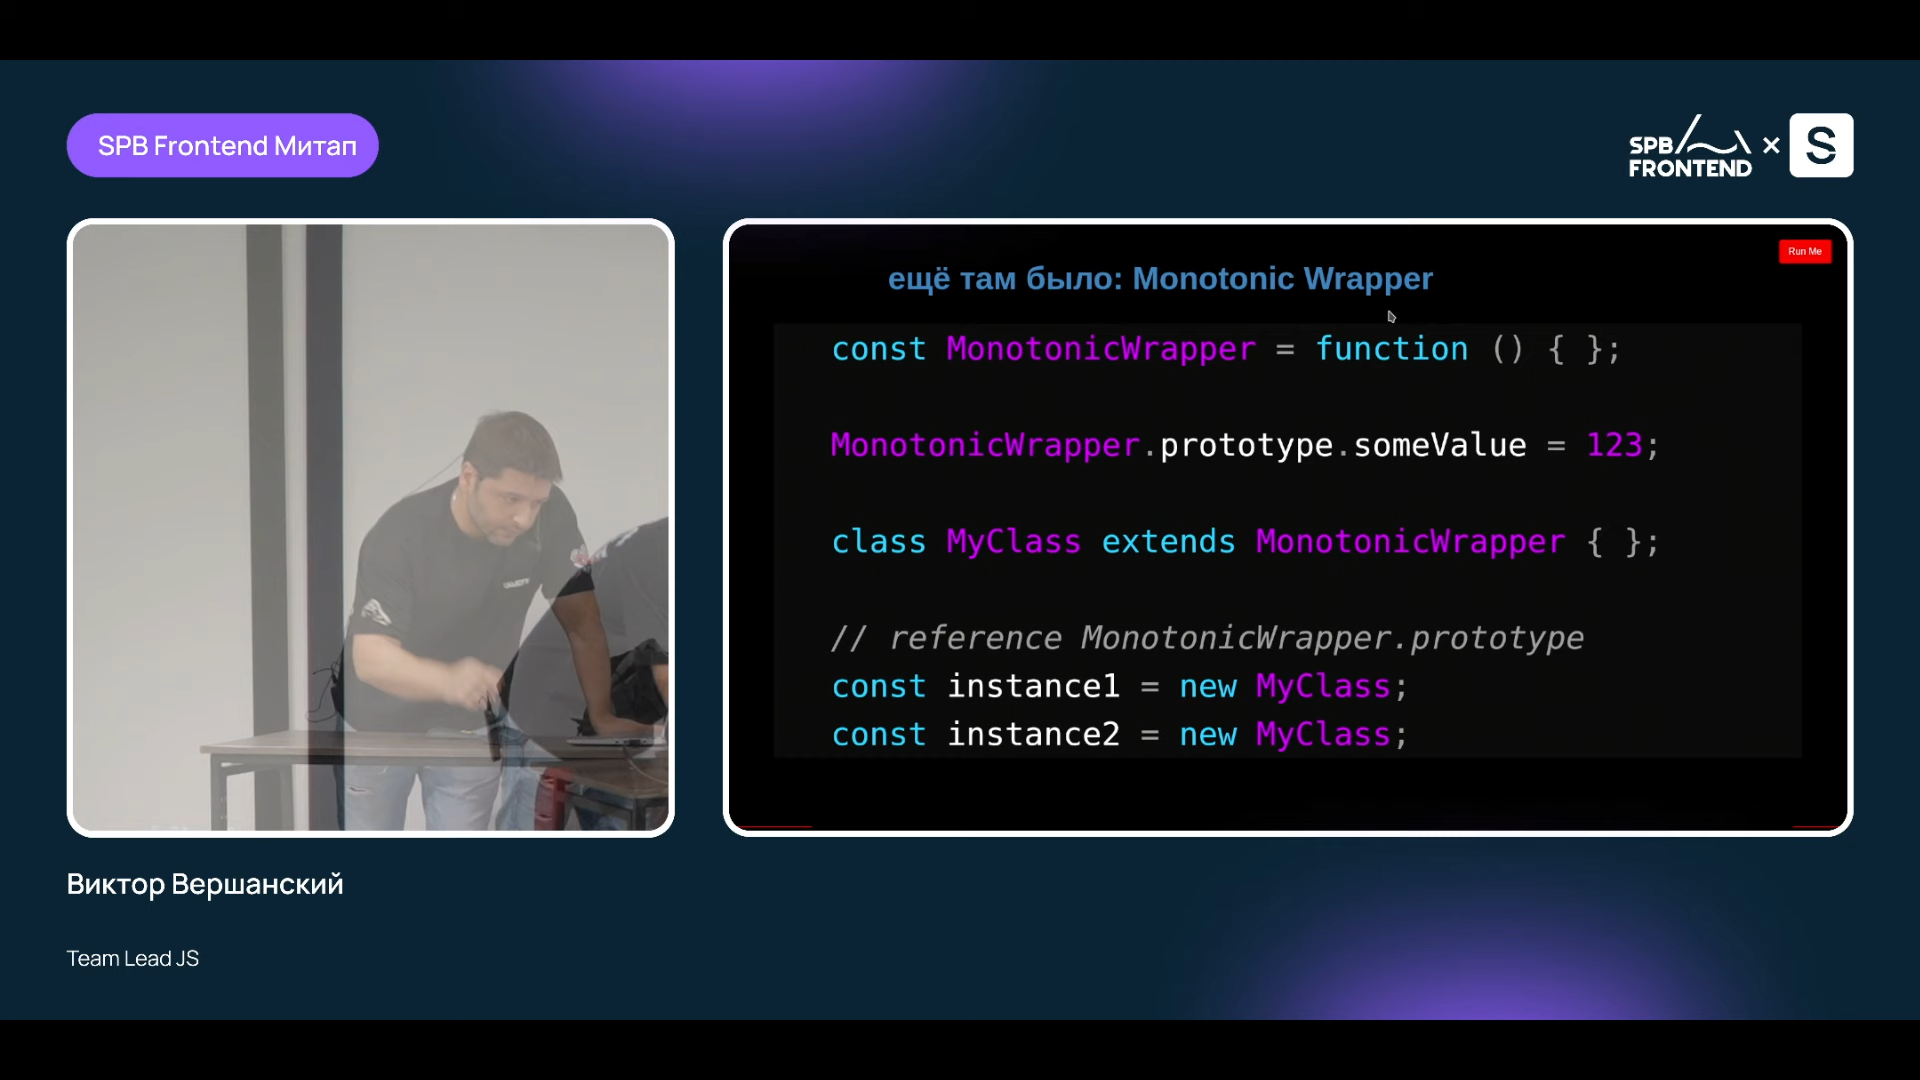 SPB Frontend Митап
SPB
FRONTEND
×
S
Run Me
ещё там было: Monotonic Wrapper
const MonotonicWrapper = function () { };
MonotonicWrapper.prototype.someValue = 123;
class MyClass extends MonotonicWrapper { };
// reference MonotonicWrapper.prototype
const instance1 = new MyClass;
const instance2 = new MyClass;
Виктор Вершанский
Team Lead JS